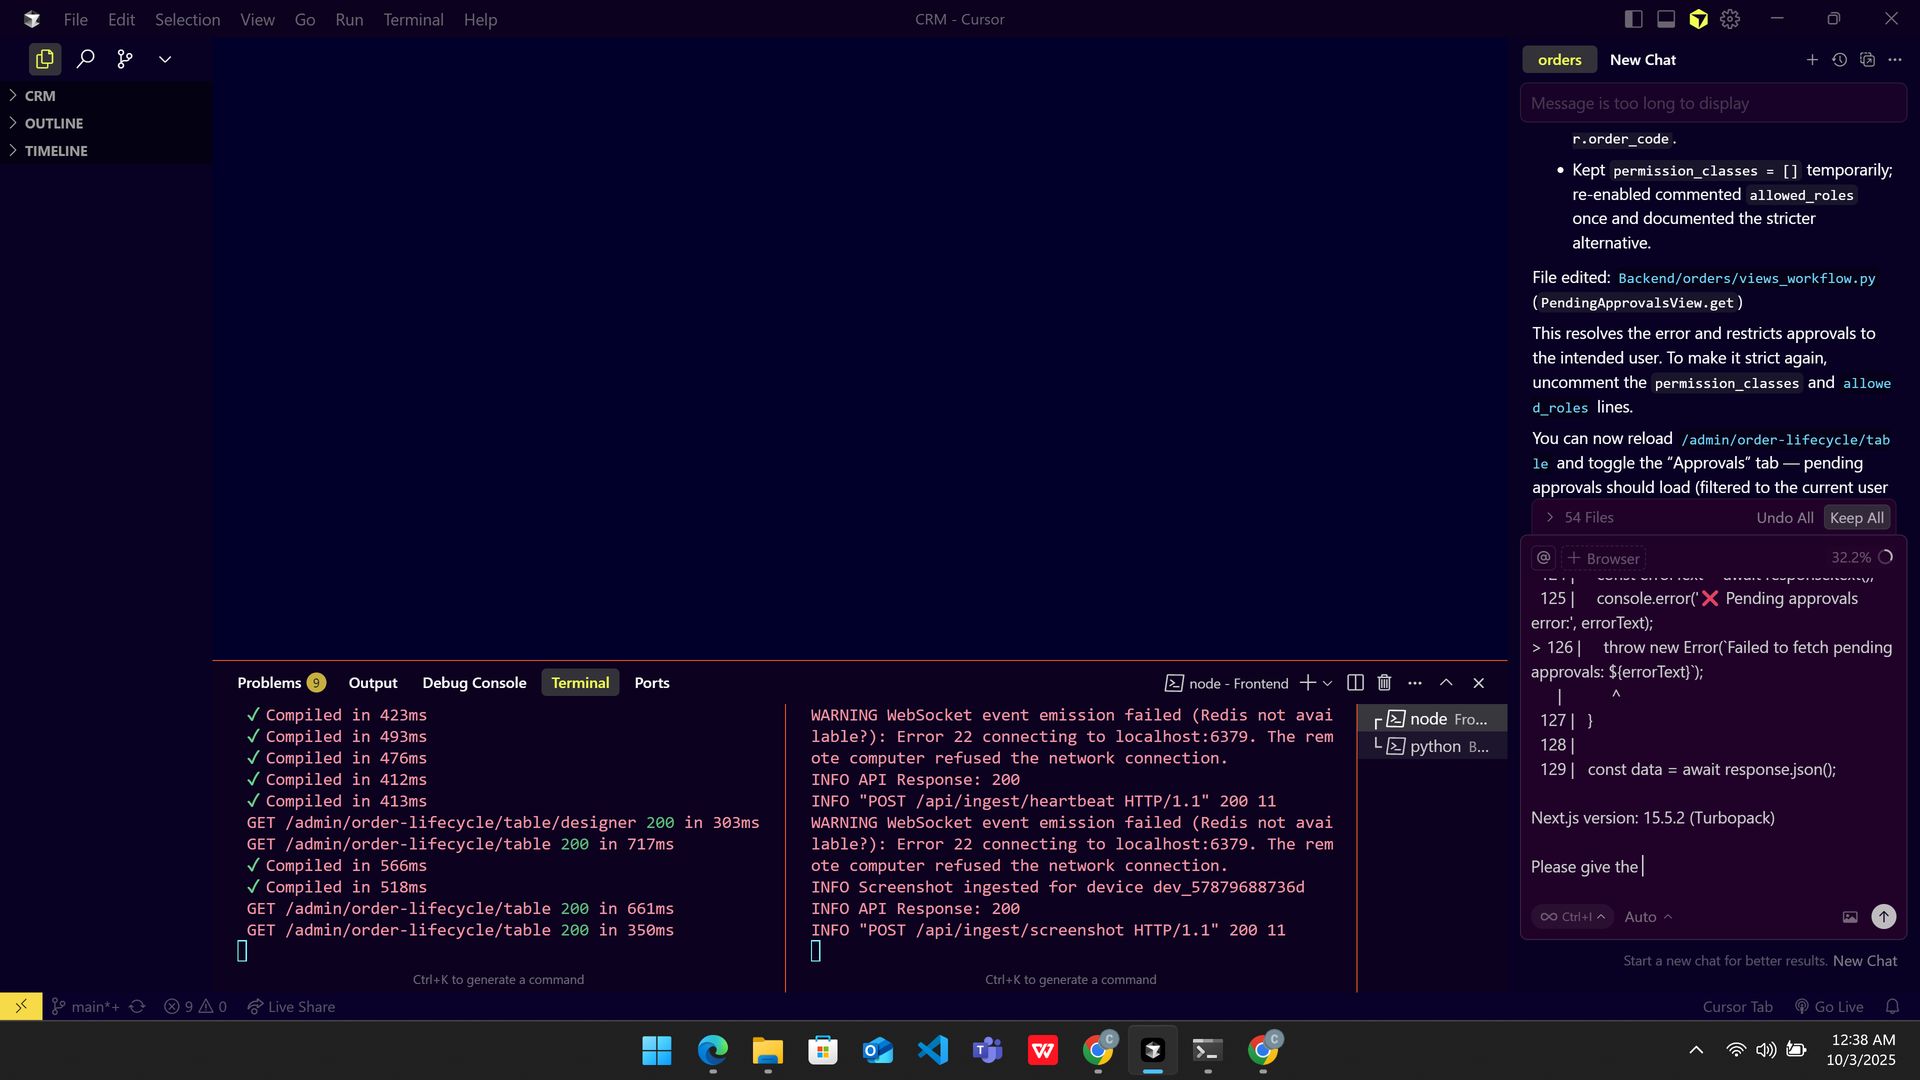 File Edit Selection View Go Run Terminal Help
CRM - Cursor
CRM
OUTLINE
TIMELINE
orders New Chat
Message is too long to display
r.order_code.
• Kept permission_classes = [] temporarily;
re-enabled commented allowed_roles
once and documented the stricter
alternative.
File edited: Backend/orders/views_workflow.py
(PendingApprovalsView.get)
This resolves the error and restricts approvals to
the intended user. To make it strict again,
uncomment the permission_classes and allowe
d_roles lines.
You can now reload /admin/order-lifecycle/tab
le and toggle the “Approvals” tab — pending
approvals should load (filtered to the current user
54 Files Undo All Keep All
@ + Browser 32.2%
125 | console.error('❌ Pending approvals
error:', errorText);
> 126 | throw new Error(`Failed to fetch pending
approvals: ${errorText}`);
| ^
127 | }
128 |
129 | const data = await response.json();
Next.js version: 15.5.2 (Turbopack)
Please give the
∞ Ctrl+I Auto
Start a new chat for better results. New Chat
Problems 9 Output Debug Console Terminal Ports
node - Frontend
✓ Compiled in 423ms
✓ Compiled in 493ms
✓ Compiled in 476ms
✓ Compiled in 412ms
✓ Compiled in 413ms
GET /admin/order-lifecycle/table/designer 200 in 303ms
GET /admin/order-lifecycle/table 200 in 717ms
✓ Compiled in 566ms
✓ Compiled in 518ms
GET /admin/order-lifecycle/table 200 in 661ms
GET /admin/order-lifecycle/table 200 in 350ms
Ctrl+K to generate a command
WARNING WebSocket event emission failed (Redis not avai
lable?): Error 22 connecting to localhost:6379. The rem
ote computer refused the network connection.
INFO API Response: 200
INFO "POST /api/ingest/heartbeat HTTP/1.1" 200 11
WARNING WebSocket event emission failed (Redis not avai
lable?): Error 22 connecting to localhost:6379. The rem
ote computer refused the network connection.
INFO Screenshot ingested for device dev_57879688736d
INFO API Response: 200
INFO "POST /api/ingest/screenshot HTTP/1.1" 200 11
Ctrl+K to generate a command
node Fro...
python B...
main*+ 9 0 Live Share
Cursor Tab Go Live
12:38 AM
10/3/2025